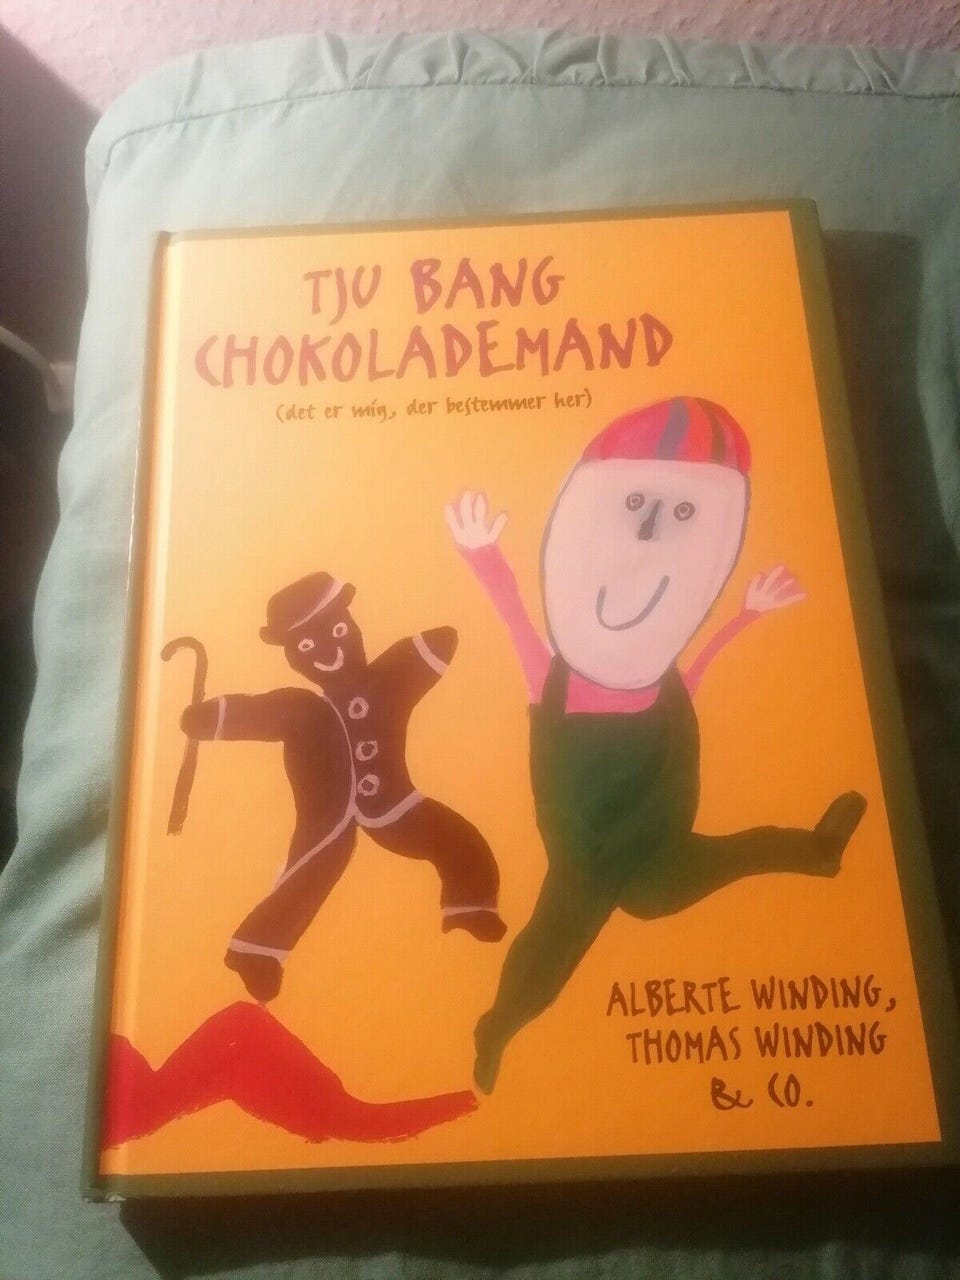 TJU BANG
CHOKOLADEMAND
(det er mig, der bestemmer her)
ALBERTE WINDING,
THOMAS WINDING
& CO.